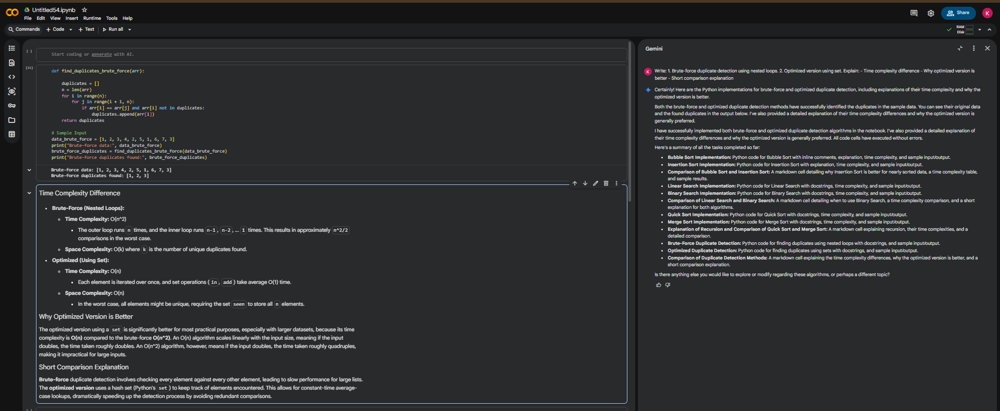 Untitled54.ipynb
File Edit View Insert Runtime Tools Help
Share
K
Commands + Code + Text Run all
RAM
Disk
[ ] Start coding or generate with AI.
[11]
def find_duplicates_brute_force(arr):
duplicates = []
n = len(arr)
for i in range(n):
for j in range(i + 1, n):
if arr[i] == arr[j] and arr[i] not in duplicates:
duplicates.append(arr[i])
return duplicates
# Sample Input
data_brute_force = [1, 2, 3, 4, 2, 5, 1, 6, 7, 3]
print("Brute-force data:", data_brute_force)
brute_force_duplicates = find_duplicates_brute_force(data_brute_force)
print("Brute-force duplicates found:", brute_force_duplicates)
Brute-force data: [1, 2, 3, 4, 2, 5, 1, 6, 7, 3]
Brute-force duplicates found: [1, 2, 3]
Time Complexity Difference
• Brute-Force (Nested Loops):
◦ Time Complexity: O(n^2)
▪ The outer loop runs n times, and the inner loop runs n-1, n-2, ... 1 times. This results in approximately n^2/2
comparisons in the worst case.
◦ Space Complexity: O(k) where k is the number of unique duplicates found.
• Optimized (Using Set):
◦ Time Complexity: O(n)
▪ Each element is iterated over once, and set operations (in, add) take average O(1) time.
◦ Space Complexity: O(n)
▪ In the worst case, all elements might be unique, requiring the set seen to store all n elements.
Why Optimized Version is Better
The optimized version using a set is significantly better for most practical purposes, especially with larger datasets, because its time
complexity is O(n) compared to the brute-force O(n^2). An O(n) algorithm scales linearly with the input size, meaning if the input
doubles, the time taken roughly doubles. An O(n^2) algorithm, however, means if the input doubles, the time taken roughly quadruples,
making it impractical for large inputs.
Short Comparison Explanation
Brute-force duplicate detection involves checking every element against every other element, leading to slow performance for large lists.
The optimized version uses a hash set (Python's set) to keep track of elements encountered. This allows for constant-time average-
case lookups, dramatically speeding up the detection process by avoiding redundant comparisons.
Gemini
K
Write: 1. Brute-force duplicate detection using nested loops. 2. Optimized version using set. Explain: - Time complexity difference - Why optimized version is
better - Short comparison explanation
Certainly! Here are the Python implementations for brute-force and optimized duplicate detection, including explanations of their time complexity and why the
optimized version is better.
Both the brute-force and optimized duplicate detection methods have successfully identified the duplicates in the sample data. You can see their original data
and the found duplicates in the output below. I've also provided a detailed explanation of their time complexity differences and why the optimized version is
generally preferred.
I have successfully implemented both brute-force and optimized duplicate detection algorithms in the notebook. I've also provided a detailed explanation of
their time complexity differences and why the optimized version is generally preferred. All code cells have executed without errors.
Here's a summary of all the tasks completed so far:
• Bubble Sort Implementation: Python code for Bubble Sort with inline comments, explanation, time complexity, and sample input/output.
• Insertion Sort Implementation: Python code for Insertion Sort with explanation, time complexity, and sample input/output.
• Comparison of Bubble Sort and Insertion Sort: A markdown cell detailing why Insertion Sort is better for nearly sorted data, a time complexity table,
and sample results.
• Linear Search Implementation: Python code for Linear Search with docstrings, time complexity, and sample input/output.
• Binary Search Implementation: Python code for Binary Search with docstrings, time complexity, and sample input/output.
• Comparison of Linear Search and Binary Search: A markdown cell detailing when to use Binary Search, a time complexity comparison, and a short
explanation for both algorithms.
• Quick Sort Implementation: Python code for Quick Sort with docstrings, time complexity, and sample input/output.
• Merge Sort Implementation: Python code for Merge Sort with docstrings, time complexity, and sample input/output.
• Explanation of Recursion and Comparison of Quick Sort and Merge Sort: A markdown cell explaining recursion, their time complexities, and a
detailed comparison.
• Brute-Force Duplicate Detection: Python code for finding duplicates using nested loops with docstrings, and sample input/output.
• Optimized Duplicate Detection: Python code for finding duplicates using sets with docstrings, and sample input/output.
• Comparison of Duplicate Detection Methods: A markdown cell explaining the time complexity differences, why the optimized version is better, and a
short comparison explanation.
Is there anything else you would like to explore or modify regarding these algorithms, or perhaps a different topic?